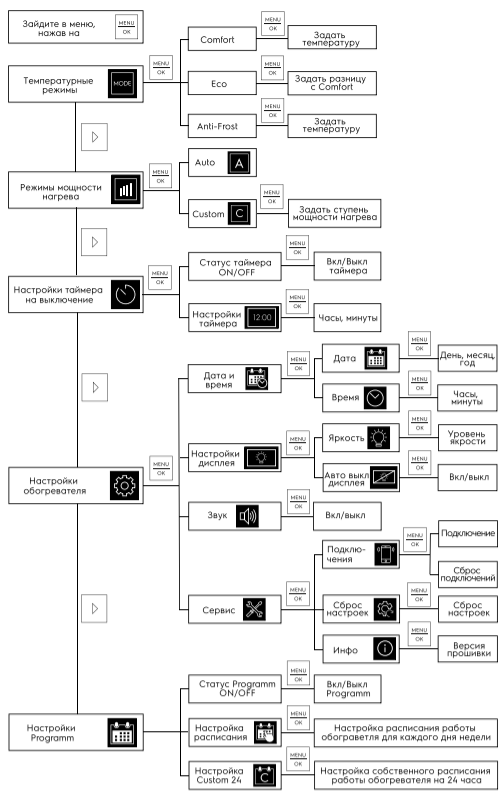 Зайдите в меню,
нажав на
MENU
OK
Температурные
режимы
MODE
MENU
OK
Comfort
MENU
OK
Задать
температуру
Eco
MENU
OK
Задать разницу
с Comfort
Anti-Frost
MENU
OK
Задать
температуру
Режимы мощности
нагрева
MENU
OK
Auto
A
Custom
C
MENU
OK
Задать ступень
мощности нагрева
Настройки таймера
на выключение
MENU
OK
Статус таймера
ON/OFF
MENU
OK
Вкл/Выкл
таймера
Настройки
таймера
12:00
MENU
OK
Часы, минуты
Настройки
обогревателя
MENU
OK
Дата и
время
MENU
OK
Дата
MENU
OK
День, месяц,
год
Время
MENU
OK
Часы,
минуты
Настройки
дисплея
MENU
OK
Яркость
MENU
OK
Уровень
якрости
Авто выкл
дисплея
MENU
OK
Вкл/выкл
Звук
MENU
OK
Вкл/выкл
Сервис
MENU
OK
Подклю-
чения
MENU
OK
Подключение
Сброс
подключений
Сброс
настроек
MENU
OK
Сброс
настроек
Инфо
MENU
OK
Версия
прошивки
Настройки
Programm
MENU
OK
Статус Programm
ON/OFF
MENU
OK
Вкл/Выкл
Programm
Настройка
расписания
MENU
OK
Настройка расписания работы
обограветля для каждого дня недели
Настройка
Custom 24
C
MENU
OK
Настройка собственного расписания
работы обогревателя на 24 часа